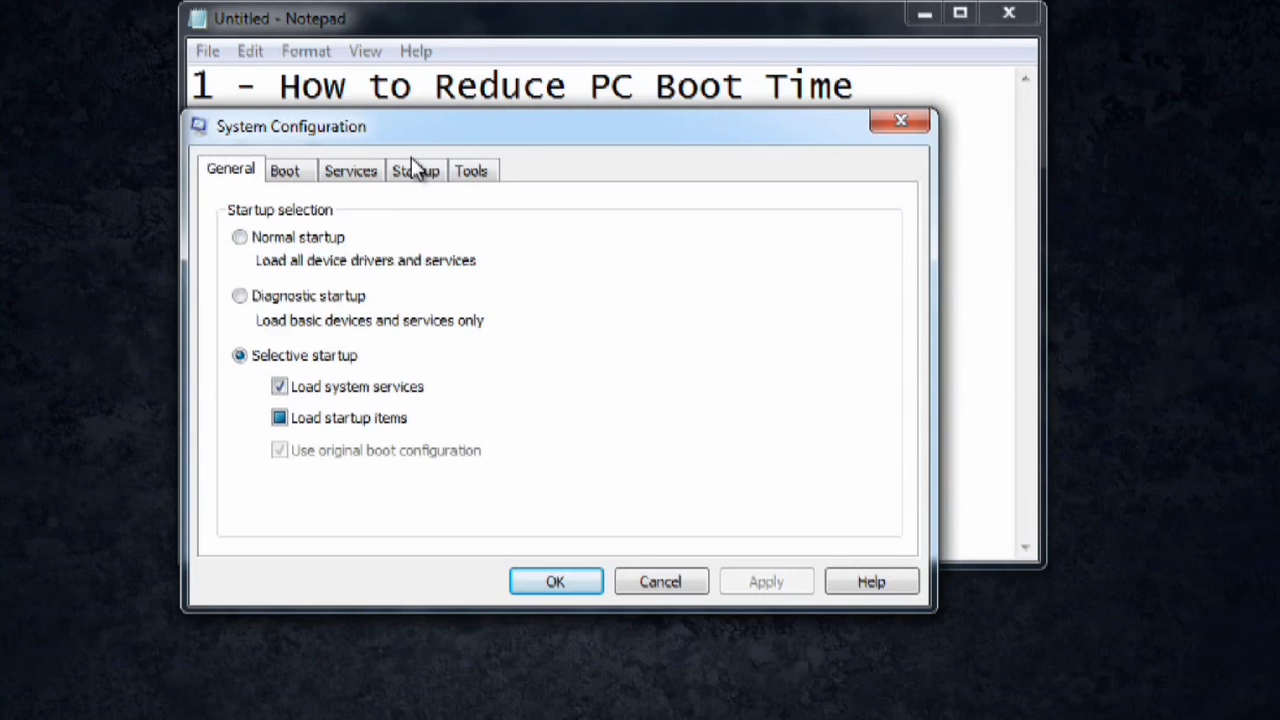 Untitled - Notepad
File Edit Format View Help
1 - How to Reduce PC Boot Time
System Configuration
General Boot Services Startup Tools
Startup selection
Normal startup
Load all device drivers and services
Diagnostic startup
Load basic devices and services only
Selective startup
Load system services
Load startup items
Use original boot configuration
OK Cancel Apply Help